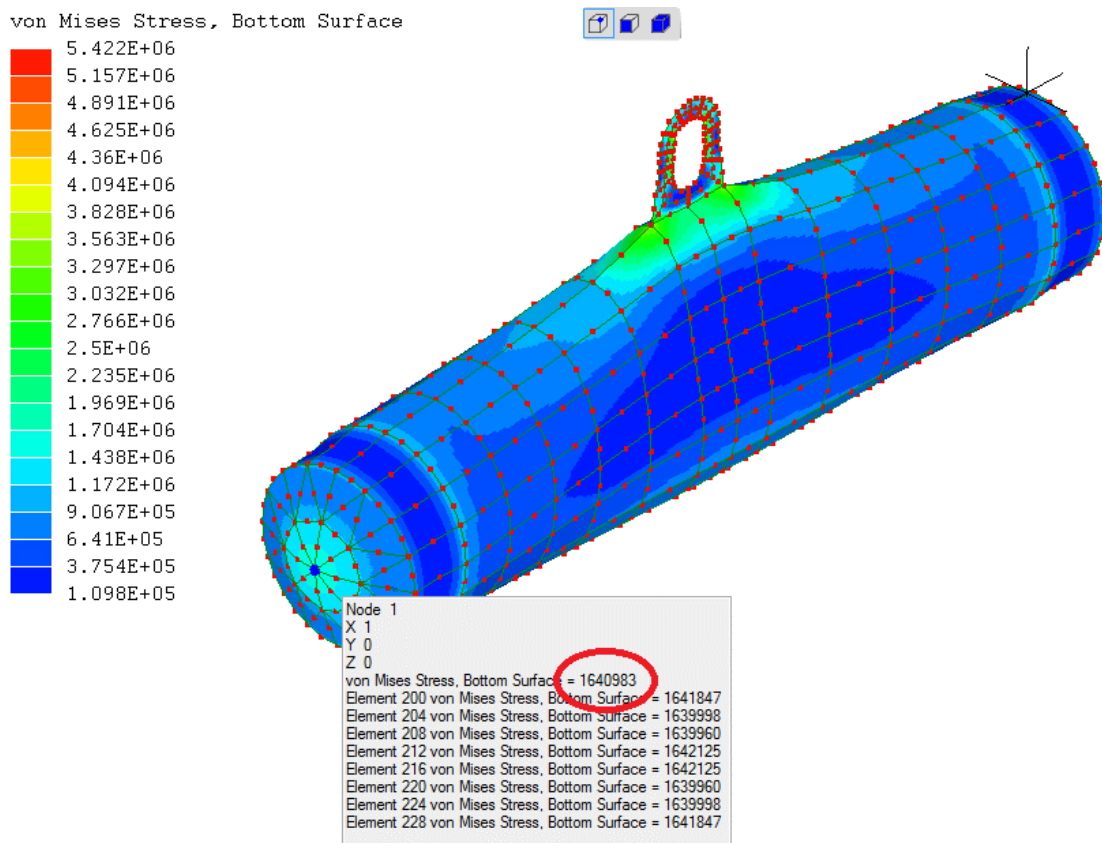 von Mises Stress, Bottom Surface
5.422E+06
5.157E+06
4.891E+06
4.625E+06
4.36E+06
4.094E+06
3.828E+06
3.563E+06
3.297E+06
3.032E+06
2.766E+06
2.5E+06
2.235E+06
1.969E+06
1.704E+06
1.438E+06
1.172E+06
9.067E+05
6.41E+05
3.754E+05
1.098E+05
Node 1
X 1
Y 0
Z 0
von Mises Stress, Bottom Surface = 1640983
Element 200 von Mises Stress, Bottom Surface = 1641847
Element 204 von Mises Stress, Bottom Surface = 1639998
Element 208 von Mises Stress, Bottom Surface = 1639960
Element 212 von Mises Stress, Bottom Surface = 1642125
Element 216 von Mises Stress, Bottom Surface = 1642125
Element 220 von Mises Stress, Bottom Surface = 1639960
Element 224 von Mises Stress, Bottom Surface = 1639998
Element 228 von Mises Stress, Bottom Surface = 1641847